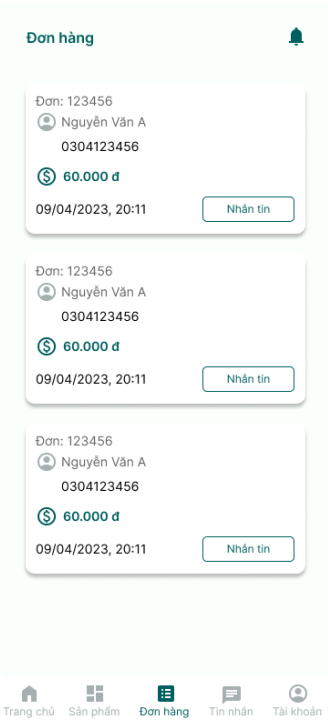 Đơn hàng
Đơn: 123456
Nguyễn Văn A
0304123456
60.000 đ
09/04/2023, 20:11 Nhắn tin
Đơn: 123456
Nguyễn Văn A
0304123456
60.000 đ
09/04/2023, 20:11 Nhắn tin
Đơn: 123456
Nguyễn Văn A
0304123456
60.000 đ
09/04/2023, 20:11 Nhắn tin
Trang chủ Sản phẩm Đơn hàng Tin nhắn Tài khoản